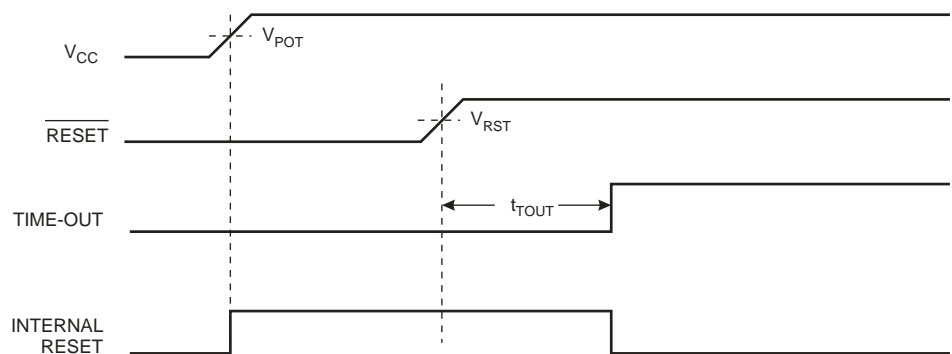 V_CC
V_POT
RESET
V_RST
TIME-OUT
t_TOUT
INTERNAL
RESET